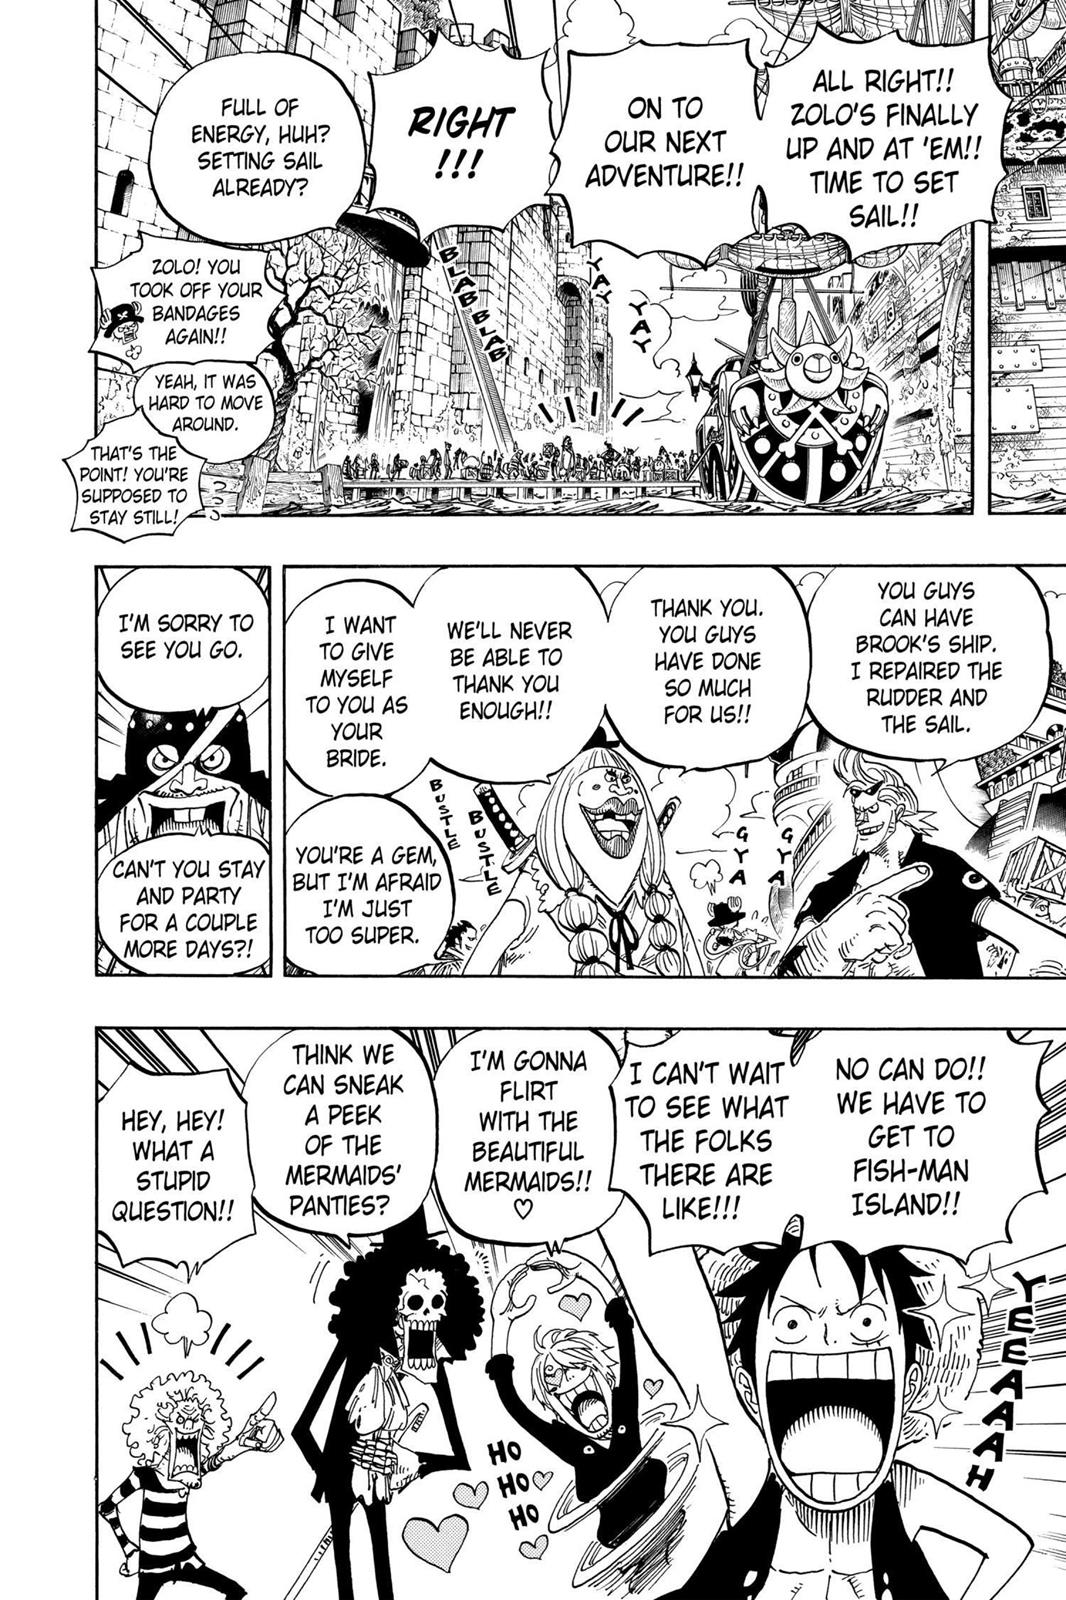 ALL RIGHT!!
ZOLO'S FINALLY
UP AND AT 'EM!!
TIME TO SET
SAIL!!
ON TO
OUR NEXT
ADVENTURE!!
RIGHT
!!!
FULL OF
ENERGY, HUH?
SETTING SAIL
ALREADY?
YAY
YAY
BLAB BLAB
ZOLO! YOU
TOOK OFF YOUR
BANDAGES
AGAIN!!
YEAH, IT WAS
HARD TO MOVE
AROUND.
THAT'S THE
POINT! YOU'RE
SUPPOSED TO
STAY STILL!
YOU GUYS
CAN HAVE
BROOK'S SHIP.
I REPAIRED THE
RUDDER AND
THE SAIL.
THANK YOU.
YOU GUYS
HAVE DONE
SO MUCH
FOR US!!
WE'LL NEVER
BE ABLE TO
THANK YOU
ENOUGH!!
I WANT
TO GIVE
MYSELF
TO YOU AS
YOUR
BRIDE.
YOU'RE A GEM,
BUT I'M AFRAID
I'M JUST
TOO SUPER.
GYA
GYA
BUSTLE
BUSTLE
I'M SORRY TO
SEE YOU GO.
CAN'T YOU STAY
AND PARTY
FOR A COUPLE
MORE DAYS?!
NO CAN DO!!
WE HAVE TO
GET TO
FISH-MAN
ISLAND!!
I CAN'T WAIT
TO SEE WHAT
THE FOLKS
THERE ARE
LIKE!!!
YEEAAAH
I'M GONNA
FLIRT
WITH THE
BEAUTIFUL
MERMAIDS!!
♡
HO
HO♡
HO♡
THINK WE
CAN SNEAK
A PEEK
OF THE
MERMAIDS'
PANTIES?
HEY, HEY!
WHAT A
STUPID
QUESTION!!